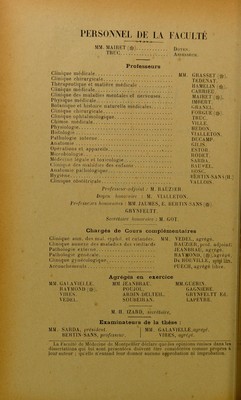 PERSONNEL DE LA FACULTÉ
MM. MAIRET (✻) Doyen.
TRUC Assesseur.
Professeurs
Clinique médicale MM. GRASSET (✻).
Clinique chirurgicale TEDENAT.
Thérapeutique et matière médicale HAMELIN (✻)
Clinique médicale CARRIEU.
Clinique des maladies mentales et nerveuses MAIRET (✻).
Physique médicale IMBERT
Botanique et histoire naturelle médicales GRANEL.
Clinique chirurgicale FORGUE (✻)
Clinique ophtalmologique TRUC.
Chimie médicale VILLE.
Physiologie HEDON.
Histologie VIALLETON.
Pathologie interne DUCAMP.
Anatomie GILIS.
Opérations et appareils ESTOR
Microbiologie RODET
Médecine légale et toxicologie SARDA.
Clinique des maladies des enfants BAUMEL.
Anatomie pathologique BOSC.
Hygiène BERTIN-SANS (H.)
Clinique obstétricale VALLOIS.
Professeur-adjoint : M. RAUZIER.
Doyen honoraire : M. VIALLETON.
Professeurs honoraires : MM. JAUMES, E. BERTIN-SANS (✻)
GRYNFELTT
Secrétaire honoraire : M. GOT.
Chargés de Cours complémentaires
Clinique ann. des mal. syphil. et cutanées MM. VEDEL, agrégé.
Clinique annexe des maladies des vieillards RAUZIER, prof. adjoint
Pathologie externe JEANBRAU, agrégé.
Pathologie générale RAYMOND, (✻), agrégé.
Clinique gynécologique De ROUVILLE, agrégé.
Accouchements PUECH, agrégé libre.
Agrégés en exercice
MM. GALAVIELLE. MM. JEANBRAU. MM. GUERIN.
RAYMOND (✻) POUJOL. GAGNIERE.
VIRES. ARDIN-DELTEIL. GRYNFELTT Ed.
VEDEL. SOUBEIRAN. LAPEYRE.
M. H. IZARD, secrétaire.
Examinateurs de la thèse :
MM. SARDA, président. MM. GALAVIELLE, agrégé.
BERTIN-SANS, professeur. VIRES, agrégé.
La Faculté de Médecine de Montpellier déclare que les opinions émises dans les
dissertations qui lui sont présentées doivent être considérées comme propres à
leur auteur ; qu'elle n'entend leur donner aucune approbation ni improbation.